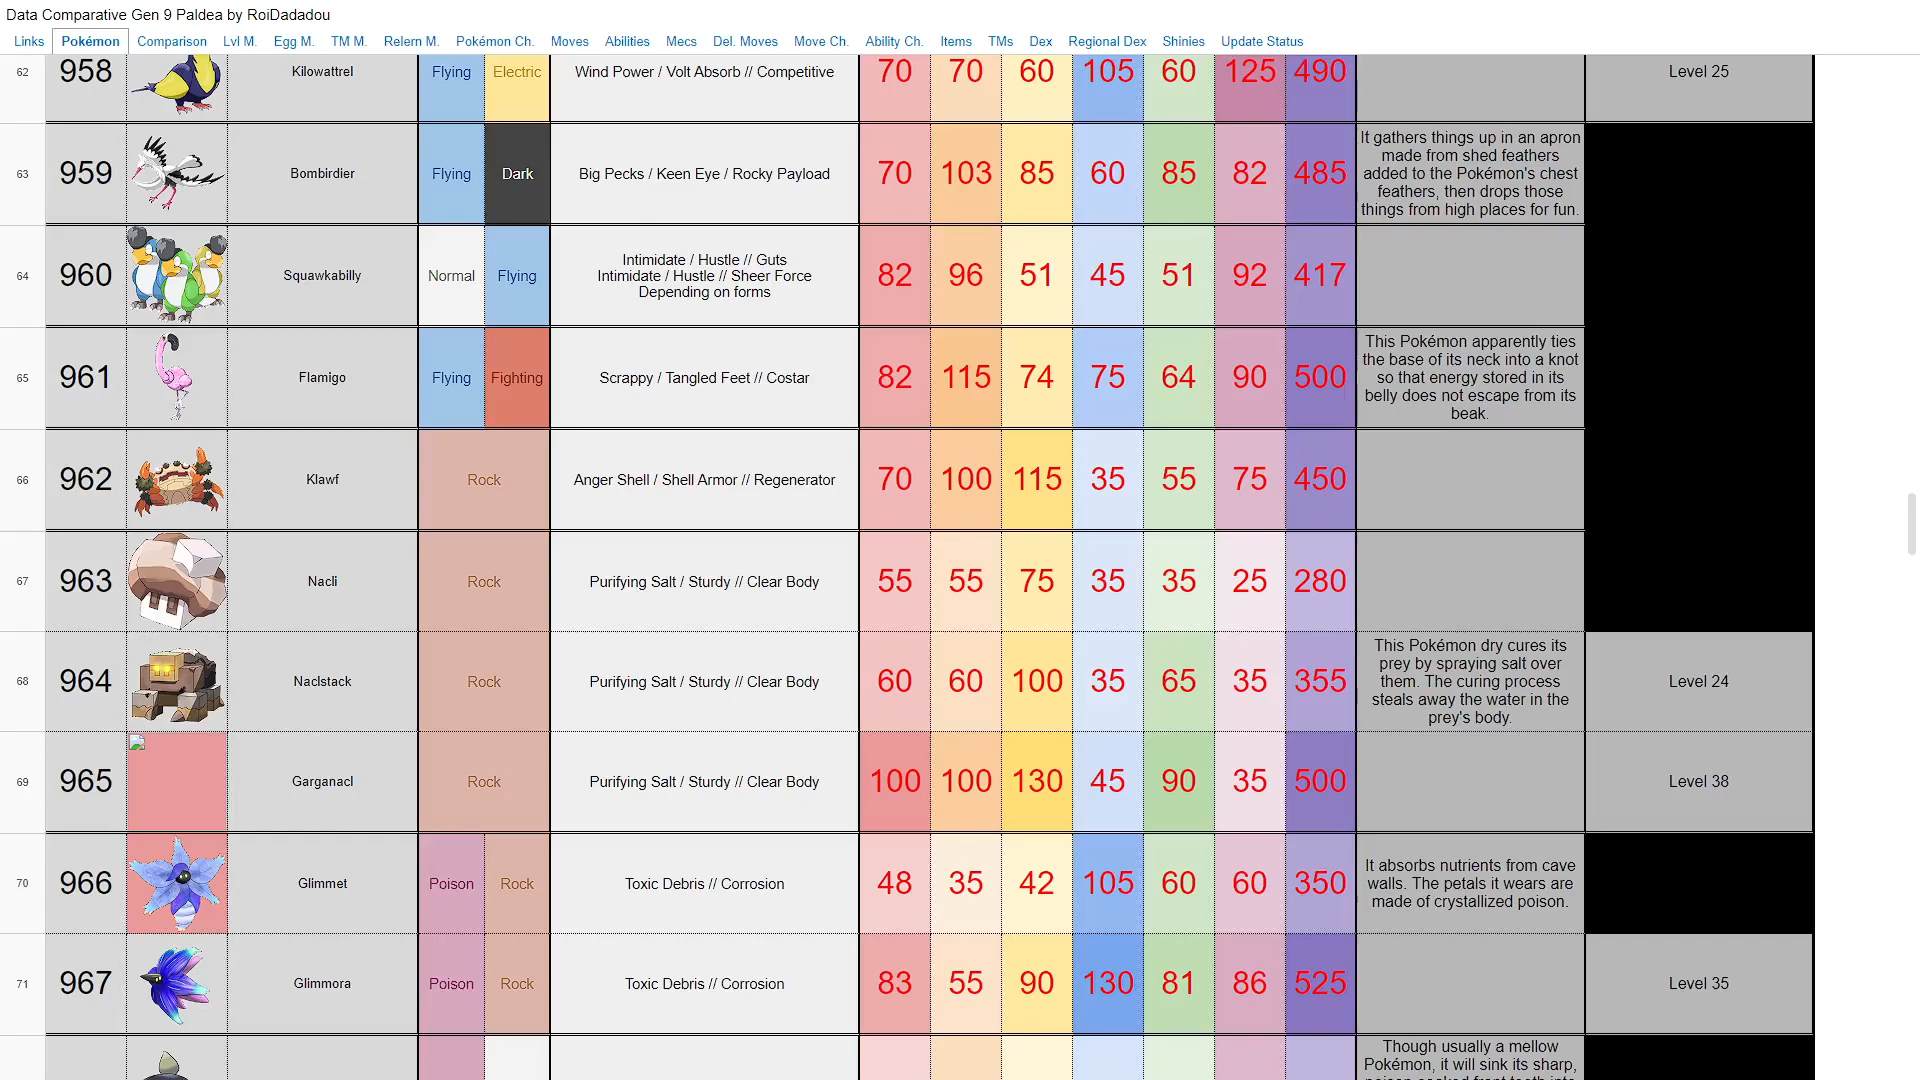 Data Comparative Gen 9 Paldea by RoiDadadou
Links Pokémon Comparison Lvl M. Egg M. TM M. Relern M. Pokémon Ch. Moves Abilities Mecs Del. Moves Move Ch. Ability Ch. Items TMs Dex Regional Dex Shinies Update Status
62 958 Kilowattrel Flying Electric Wind Power / Volt Absorb // Competitive 70 70 60 105 60 125 490 Level 25
63 959 Bombirdier Flying Dark Big Pecks / Keen Eye / Rocky Payload 70 103 85 60 85 82 485
It gathers things up in an apron
made from shed feathers
added to the Pokémon's chest
feathers, then drops those
things from high places for fun.
64 960 Squawkabilly Normal Flying
Intimidate / Hustle // Guts
Intimidate / Hustle // Sheer Force
Depending on forms
82 96 51 45 51 92 417
65 961 Flamigo Flying Fighting Scrappy / Tangled Feet // Costar 82 115 74 75 64 90 500
This Pokémon apparently ties
the base of its neck into a knot
so that energy stored in its
belly does not escape from its
beak.
66 962 Klawf Rock Anger Shell / Shell Armor // Regenerator 70 100 115 35 55 75 450
67 963 Nacli Rock Purifying Salt / Sturdy // Clear Body 55 55 75 35 35 25 280
68 964 Naclstack Rock Purifying Salt / Sturdy // Clear Body 60 60 100 35 65 35 355
This Pokémon dry cures its
prey by spraying salt over
them. The curing process
steals away the water in the
prey's body.
Level 24
69 965 Garganacl Rock Purifying Salt / Sturdy // Clear Body 100 100 130 45 90 35 500 Level 38
70 966 Glimmet Poison Rock Toxic Debris // Corrosion 48 35 42 105 60 60 350
It absorbs nutrients from cave
walls. The petals it wears are
made of crystallized poison.
71 967 Glimmora Poison Rock Toxic Debris // Corrosion 83 55 90 130 81 86 525 Level 35
Though usually a mellow
Pokémon, it will sink its sharp,